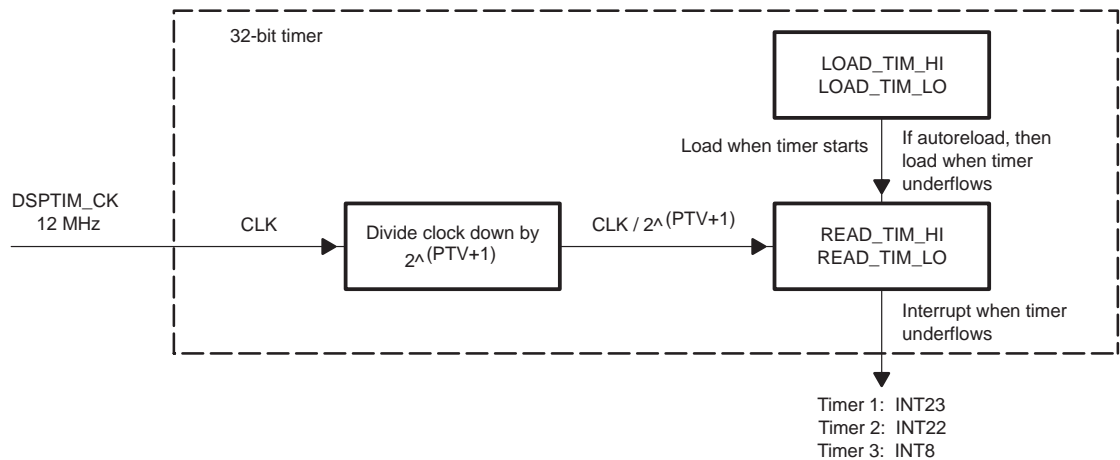 32-bit timer
LOAD_TIM_HI
LOAD_TIM_LO
Load when timer starts
If autoreload, then
load when timer
underflows
DSPTIM_CK
12 MHz
CLK
Divide clock down by
2^(PTV+1)
CLK / 2^(PTV+1)
READ_TIM_HI
READ_TIM_LO
Interrupt when timer
underflows
Timer 1: INT23
Timer 2: INT22
Timer 3: INT8